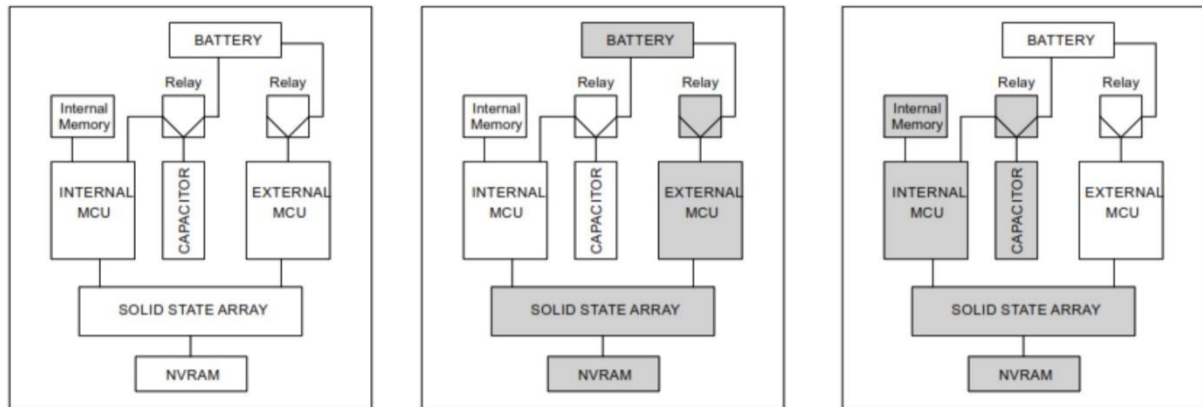 BATTERY
Relay
Relay
Internal
Memory
INTERNAL
MCU
CAPACITOR
EXTERNAL
MCU
SOLID STATE ARRAY
NVRAM
BATTERY
Relay
Relay
Internal
Memory
INTERNAL
MCU
CAPACITOR
EXTERNAL
MCU
SOLID STATE ARRAY
NVRAM
BATTERY
Relay
Relay
Internal
Memory
INTERNAL
MCU
CAPACITOR
EXTERNAL
MCU
SOLID STATE ARRAY
NVRAM